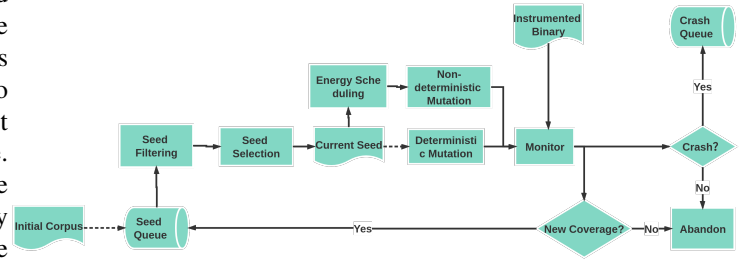 e
s
o
t
.
e
y
e
Instrumented
Binary
Crash
Queue
Energy Sche
duling
Non-
deterministic
Mutation
Yes
Seed
Filtering
Seed
Selection
Current Seed
Deterministi
c Mutation
Monitor
Crash?
No
Initial Corpus
Seed
Queue
Yes
New Coverage?
No
Abandon